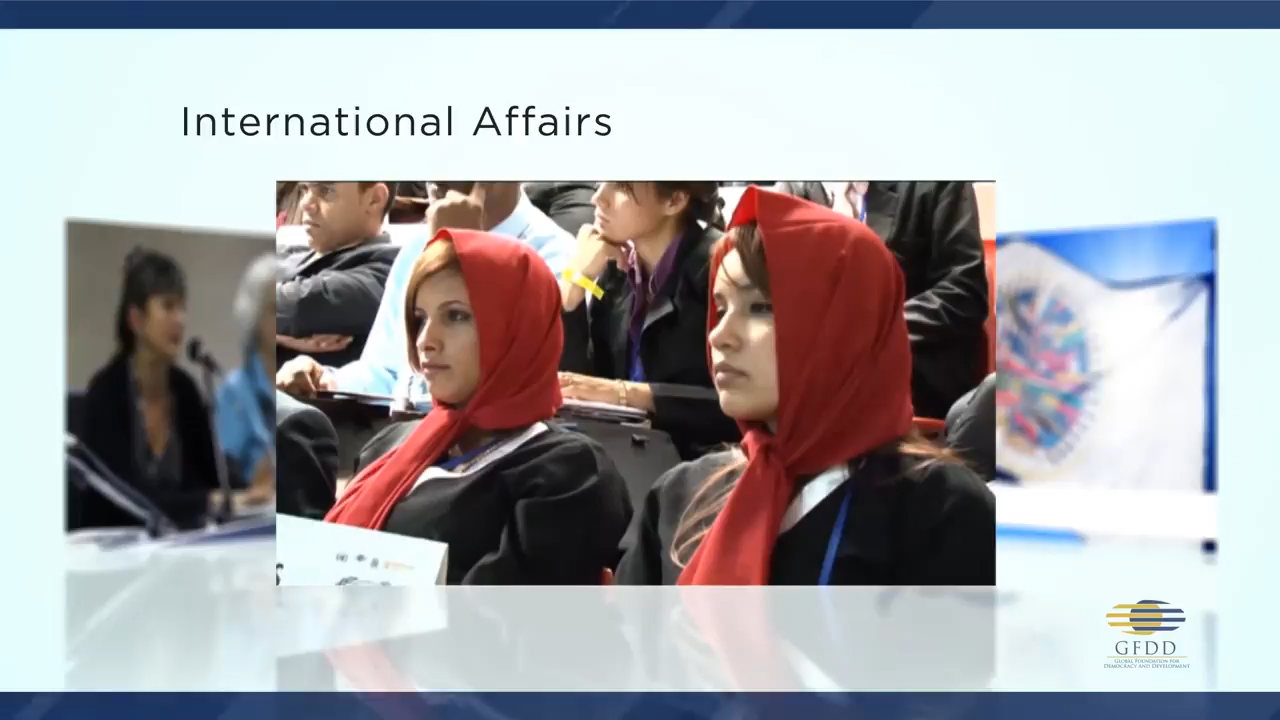 International Affairs
GFDD
Global Foundation for
Democracy and Development